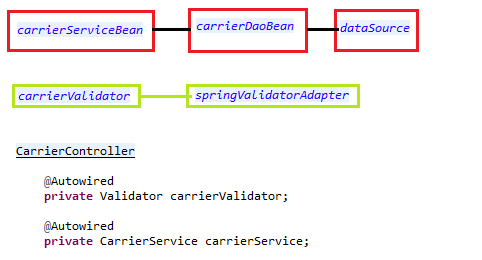 carrierServiceBean carrierDaoBean dataSource
carrierValidator springValidatorAdapter
CarrierController
@Autowired
private Validator carrierValidator;
@Autowired
private CarrierService carrierService;